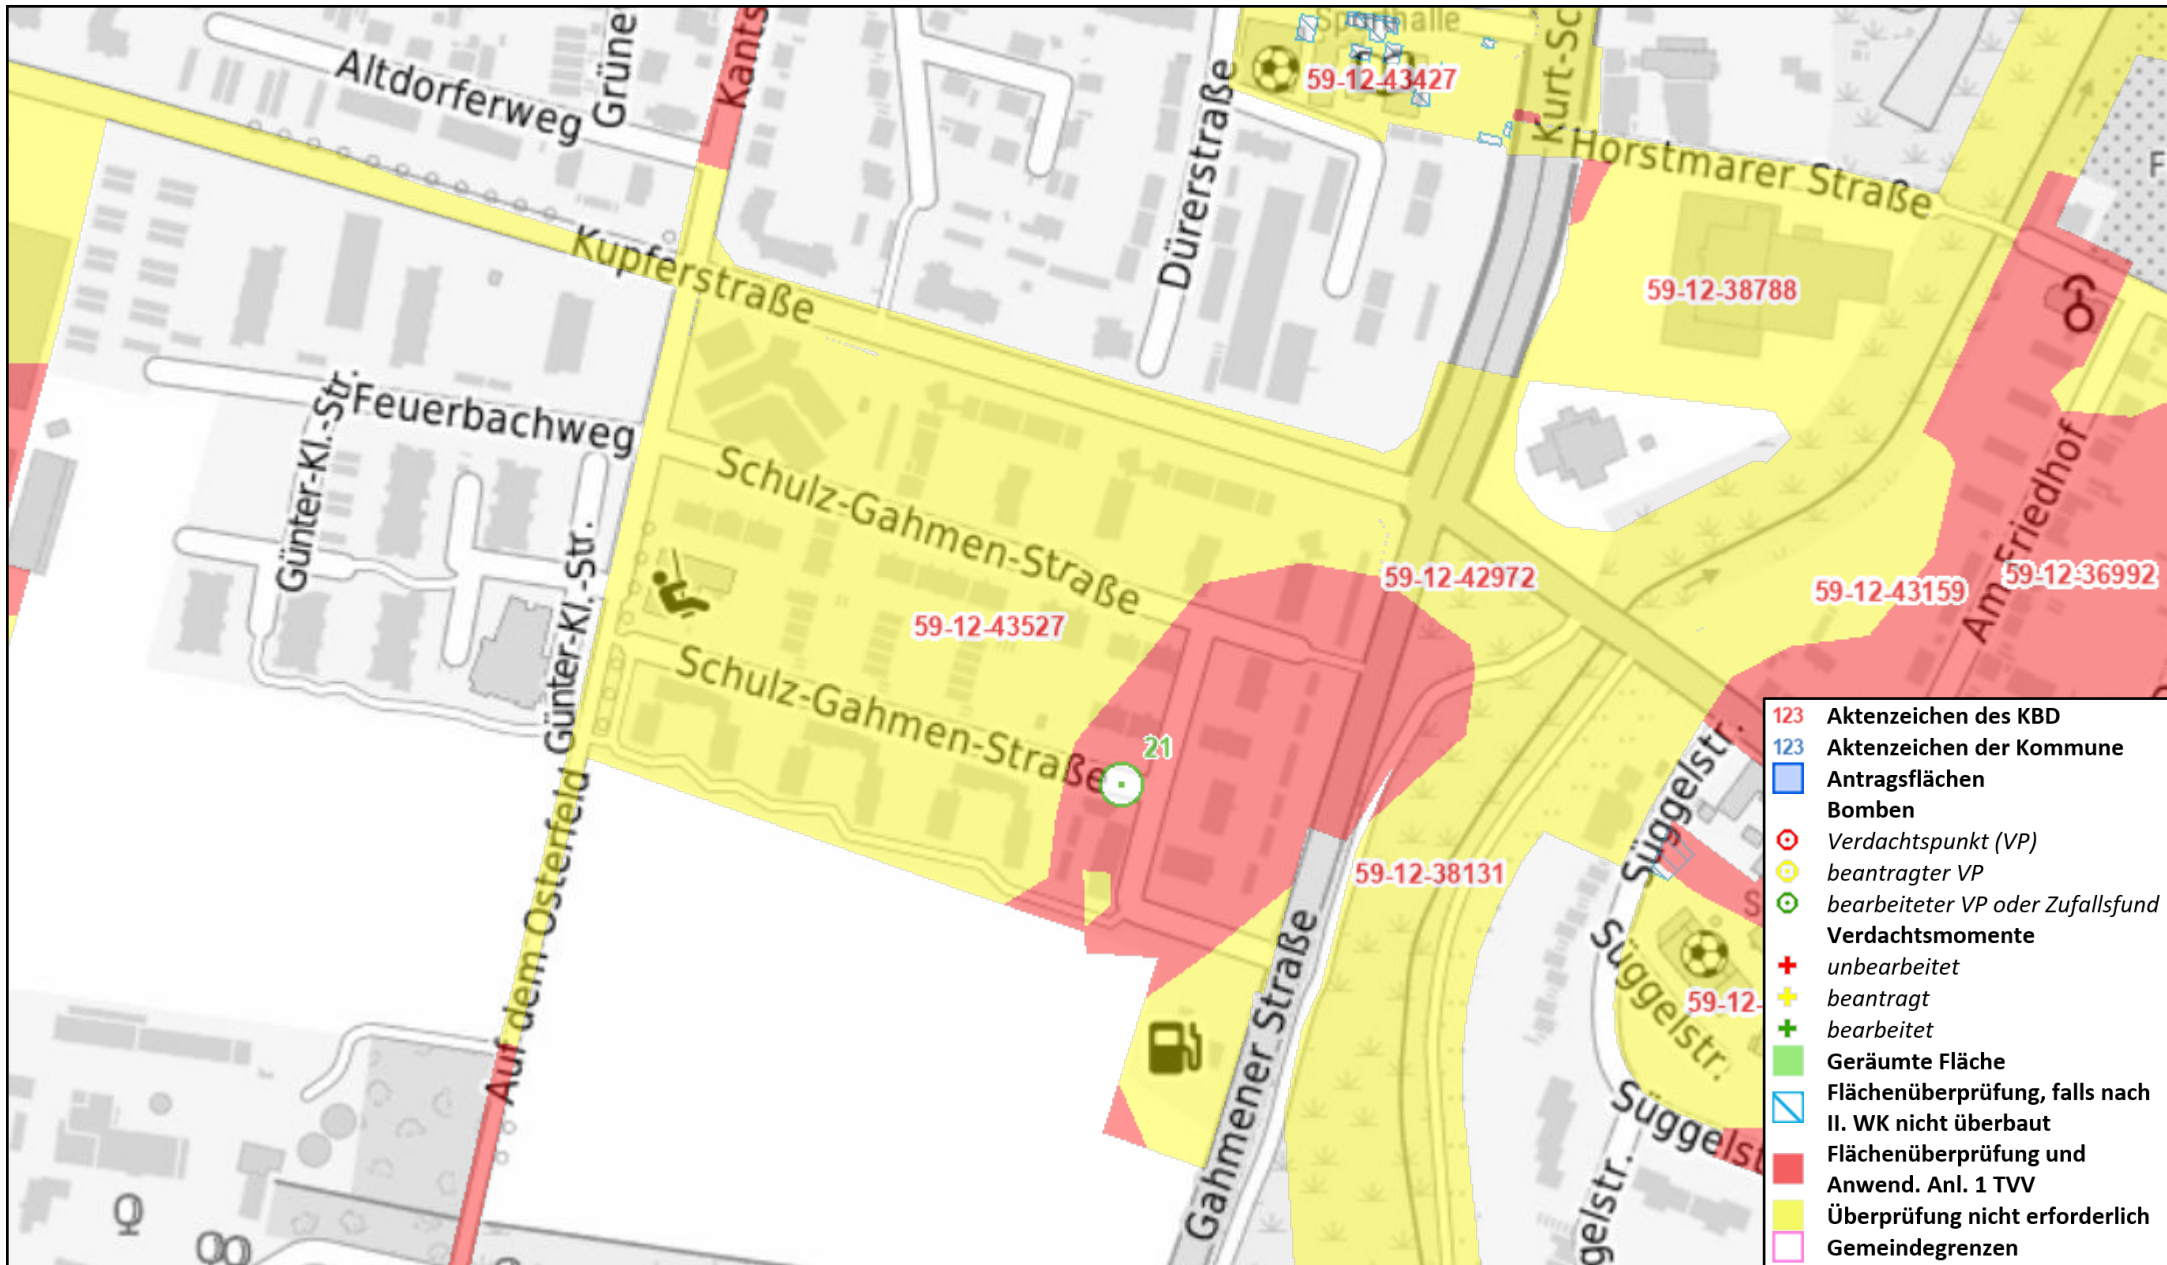 Altdorferweg
Grüne
Kants
Dürerstraße
Sporthalle
59-12-43427
Kurt-Sc
Horstmarer Straße
F
Kupferstraße
59-12-38788
Feuerbachweg
Günter-Kl.-Str.
Schulz-Gahmen-Straße
59-12-42972
59-12-43159
59-12-36992
Am Friedhof
59-12-43527
Günter-Kl.-Str.
Schulz-Gahmen-Straße
21
Süggelstr.
59-12-38131
S
Auf dem Osterfeld
Gahmener Straße
Süggelstr.
59-12-
Süggelst
gelstr.
123 Aktenzeichen des KBD
123 Aktenzeichen der Kommune
Antragsflächen
Bomben
Verdachtspunkt (VP)
beantragter VP
bearbeiteter VP oder Zufallsfund
Verdachtsmomente
unbearbeitet
beantragt
bearbeitet
Geräumte Fläche
Flächenüberprüfung, falls nach
II. WK nicht überbaut
Flächenüberprüfung und
Anwend. Anl. 1 TVV
Überprüfung nicht erforderlich
Gemeindegrenzen